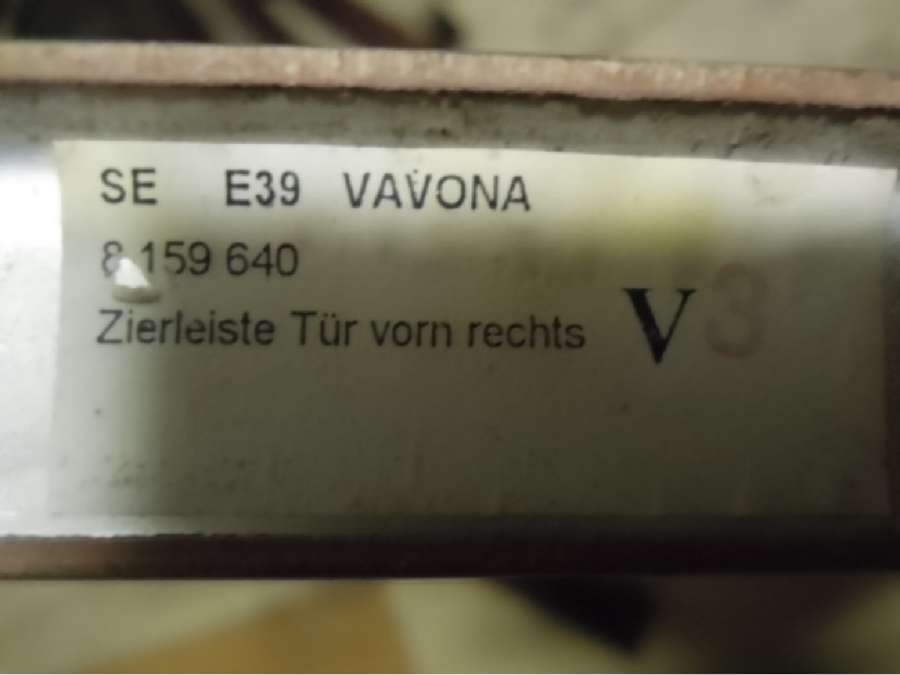 SE E39 VAVONA
8 159 640
Zierleiste Tür vorn rechts V3